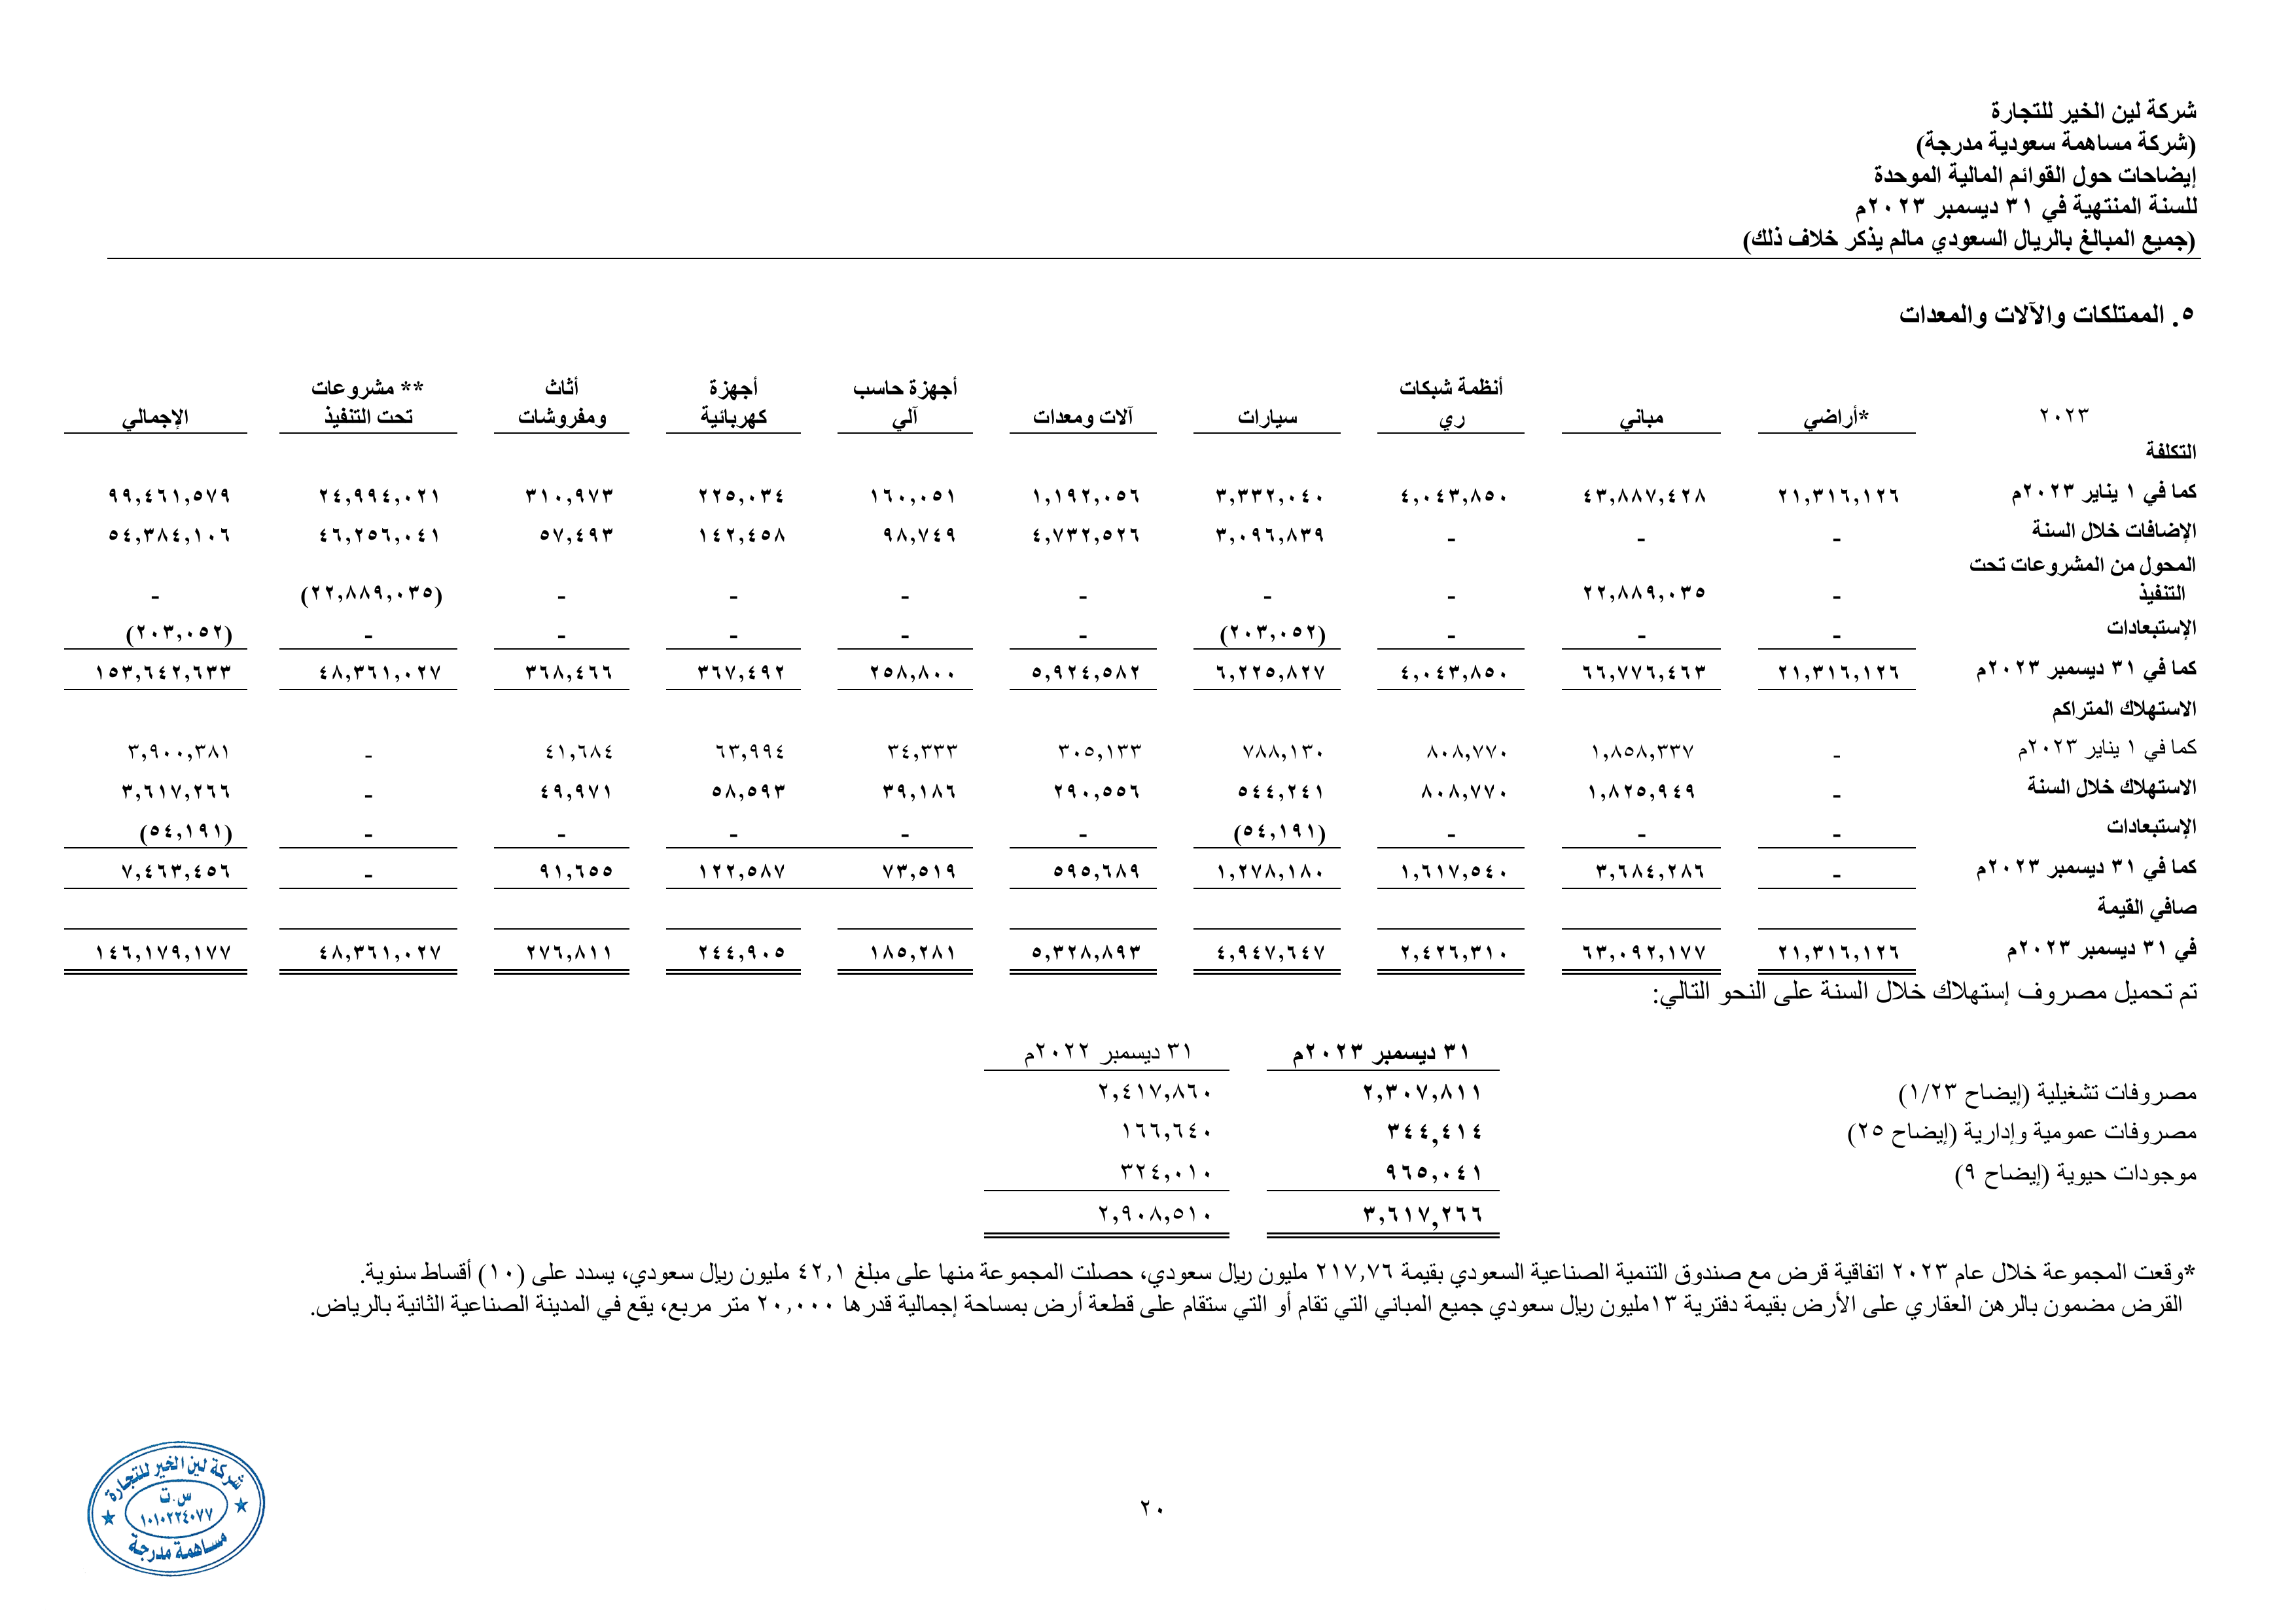 شركة لين الخير للتجارة
(شركة مساهمة سعودية مدرجة)
إيضاحات حول القوائم المالية الموحدة
للسنة المنتهية في ٣١ ديسمبر ٢٠٢٣م
(جميع المبالغ بالريال السعودي مالم يذكر خلاف ذلك)
٥. الممتلكات والآلات والمعدات
٢٠٢٣ *أراضي مباني أنظمة شبكات ري سيارات آلات ومعدات أجهزة حاسب آلي أجهزة كهربائية أثاث ومفروشات ** مشروعات تحت التنفيذ الإجمالي
التكلفة
كما في ١ يناير ٢٠٢٣م ٢١,٣١٦,١٢٦ ٤٣,٨٨٧,٤٢٨ ٤,٠٤٣,٨٥٠ ٣,٣٣٢,٠٤٠ ١,١٩٢,٠٥٦ ١٦٠,٠٥١ ٢٢٥,٠٣٤ ٣١٠,٩٧٣ ٢٤,٩٩٤,٠٢١ ٩٩,٤٦١,٥٧٩
الإضافات خلال السنة - - - ٣,٠٩٦,٨٣٩ ٤,٧٣٢,٥٢٦ ٩٨,٧٤٩ ١٤٢,٤٥٨ ٥٧,٤٩٣ ٤٦,٢٥٦,٠٤١ ٥٤,٣٨٤,١٠٦
المحول من المشروعات تحت
التنفيذ - ٢٢,٨٨٩,٠٣٥ - - - - - - (٢٢,٨٨٩,٠٣٥) -
الإستبعادات - - - (٢٠٣,٠٥٢) - - - - - (٢٠٣,٠٥٢)
كما في ٣١ ديسمبر ٢٠٢٣م ٢١,٣١٦,١٢٦ ٦٦,٧٧٦,٤٦٣ ٤,٠٤٣,٨٥٠ ٦,٢٢٥,٨٢٧ ٥,٩٢٤,٥٨٢ ٢٥٨,٨٠٠ ٣٦٧,٤٩٢ ٣٦٨,٤٦٦ ٤٨,٣٦١,٠٢٧ ١٥٣,٦٤٢,٦٣٣
الاستهلاك المتراكم
كما في ١ يناير ٢٠٢٣م - ١,٨٥٨,٣٣٧ ٨٠٨,٧٧٠ ٧٨٨,١٣٠ ٣٠٥,١٣٣ ٣٤,٣٣٣ ٦٣,٩٩٤ ٤١,٦٨٤ - ٣,٩٠٠,٣٨١
الاستهلاك خلال السنة - ١,٨٢٥,٩٤٩ ٨٠٨,٧٧٠ ٥٤٤,٢٤١ ٢٩٠,٥٥٦ ٣٩,١٨٦ ٥٨,٥٩٣ ٤٩,٩٧١ - ٣,٦١٧,٢٦٦
الإستبعادات - - - (٥٤,١٩١) - - - - - (٥٤,١٩١)
كما في ٣١ ديسمبر ٢٠٢٣م - ٣,٦٨٤,٢٨٦ ١,٦١٧,٥٤٠ ١,٢٧٨,١٨٠ ٥٩٥,٦٨٩ ٧٣,٥١٩ ١٢٢,٥٨٧ ٩١,٦٥٥ - ٧,٤٦٣,٤٥٦
صافي القيمة
في ٣١ ديسمبر ٢٠٢٣م ٢١,٣١٦,١٢٦ ٦٣,٠٩٢,١٧٧ ٢,٤٢٦,٣١٠ ٤,٩٤٧,٦٤٧ ٥,٣٢٨,٨٩٣ ١٨٥,٢٨١ ٢٤٤,٩٠٥ ٢٧٦,٨١١ ٤٨,٣٦١,٠٢٧ ١٤٦,١٧٩,١٧٧
تم تحميل مصروف إستهلاك خلال السنة على النحو التالي:
٣١ ديسمبر ٢٠٢٣م ٣١ ديسمبر ٢٠٢٢م
مصروفات تشغيلية (إيضاح ١/٢٣) ٢,٣٠٧,٨١١ ٢,٤١٧,٨٦٠
مصروفات عمومية وإدارية (إيضاح ٢٥) ٣٤٤,٤١٤ ١٦٦,٦٤٠
موجودات حيوية (إيضاح ٩) ٩٦٥,٠٤١ ٣٢٤,٠١٠
٣,٦١٧,٢٦٦ ٢,٩٠٨,٥١٠
*وقعت المجموعة خلال عام ٢٠٢٣ اتفاقية قرض مع صندوق التنمية الصناعية السعودي بقيمة ٢١٧,٧٦ مليون ريال سعودي، حصلت المجموعة منها على مبلغ ٤٢,١ مليون ريال سعودي، يسدد على (١٠) أقساط سنوية.
القرض مضمون بالرهن العقاري على الأرض بقيمة دفترية ١٣مليون ريال سعودي جميع المباني التي تقام أو التي ستقام على قطعة أرض بمساحة إجمالية قدرها ٢٠,٠٠٠ متر مربع، يقع في المدينة الصناعية الثانية بالرياض.
شركة لين الخير للتجارة
س.ت
١٠١٠٢٢٤٠٧٧
مساهمة مدرجة
٢٠